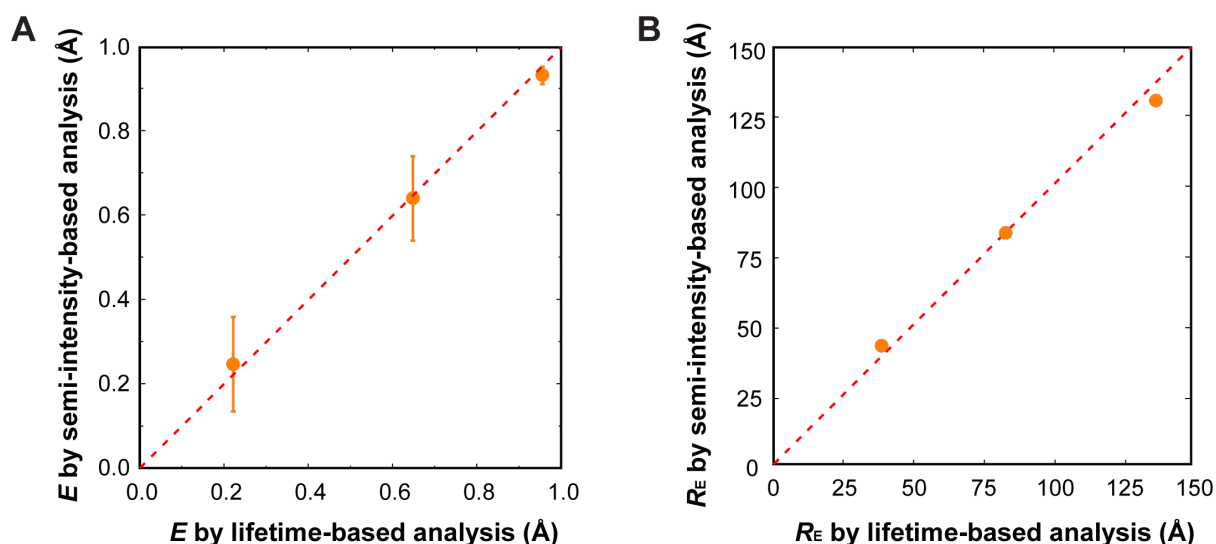 A
E by semi-intensity-based analysis (Å)
1.0
0.8
0.6
0.4
0.2
0.0
0.0 0.2 0.4 0.6 0.8 1.0
E by lifetime-based analysis (Å)
B
RE by semi-intensity-based analysis (Å)
150
125
100
75
50
25
0
0 25 50 75 100 125 150
RE by lifetime-based analysis (Å)